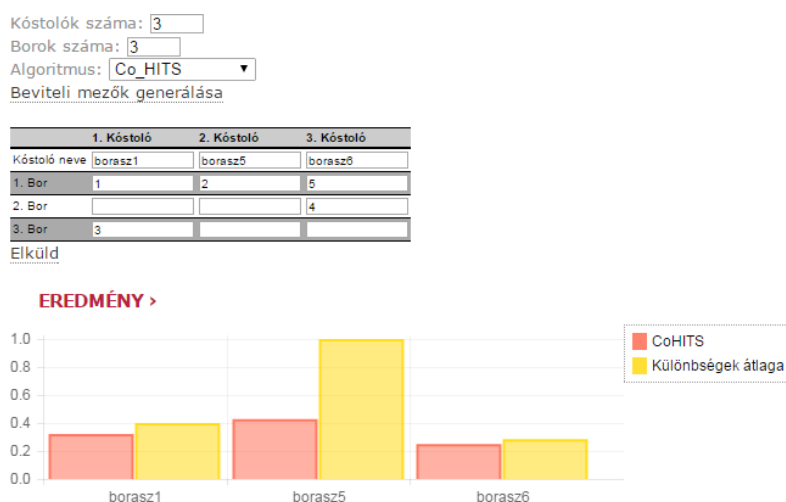 Kóstolók száma: 3
Borok száma: 3
Algoritmus: Co_HITS
Beviteli mezők generálása
1. Kóstoló 2. Kóstoló 3. Kóstoló
Kóstoló neve borasz1 borasz5 borasz6
1. Bor 1 2 5
2. Bor 4
3. Bor 3
Elküld
EREDMÉNY ›
CoHITS
Különbségek átlaga
1.0
0.8
0.6
0.4
0.2
0.0
borasz1 borasz5 borasz6